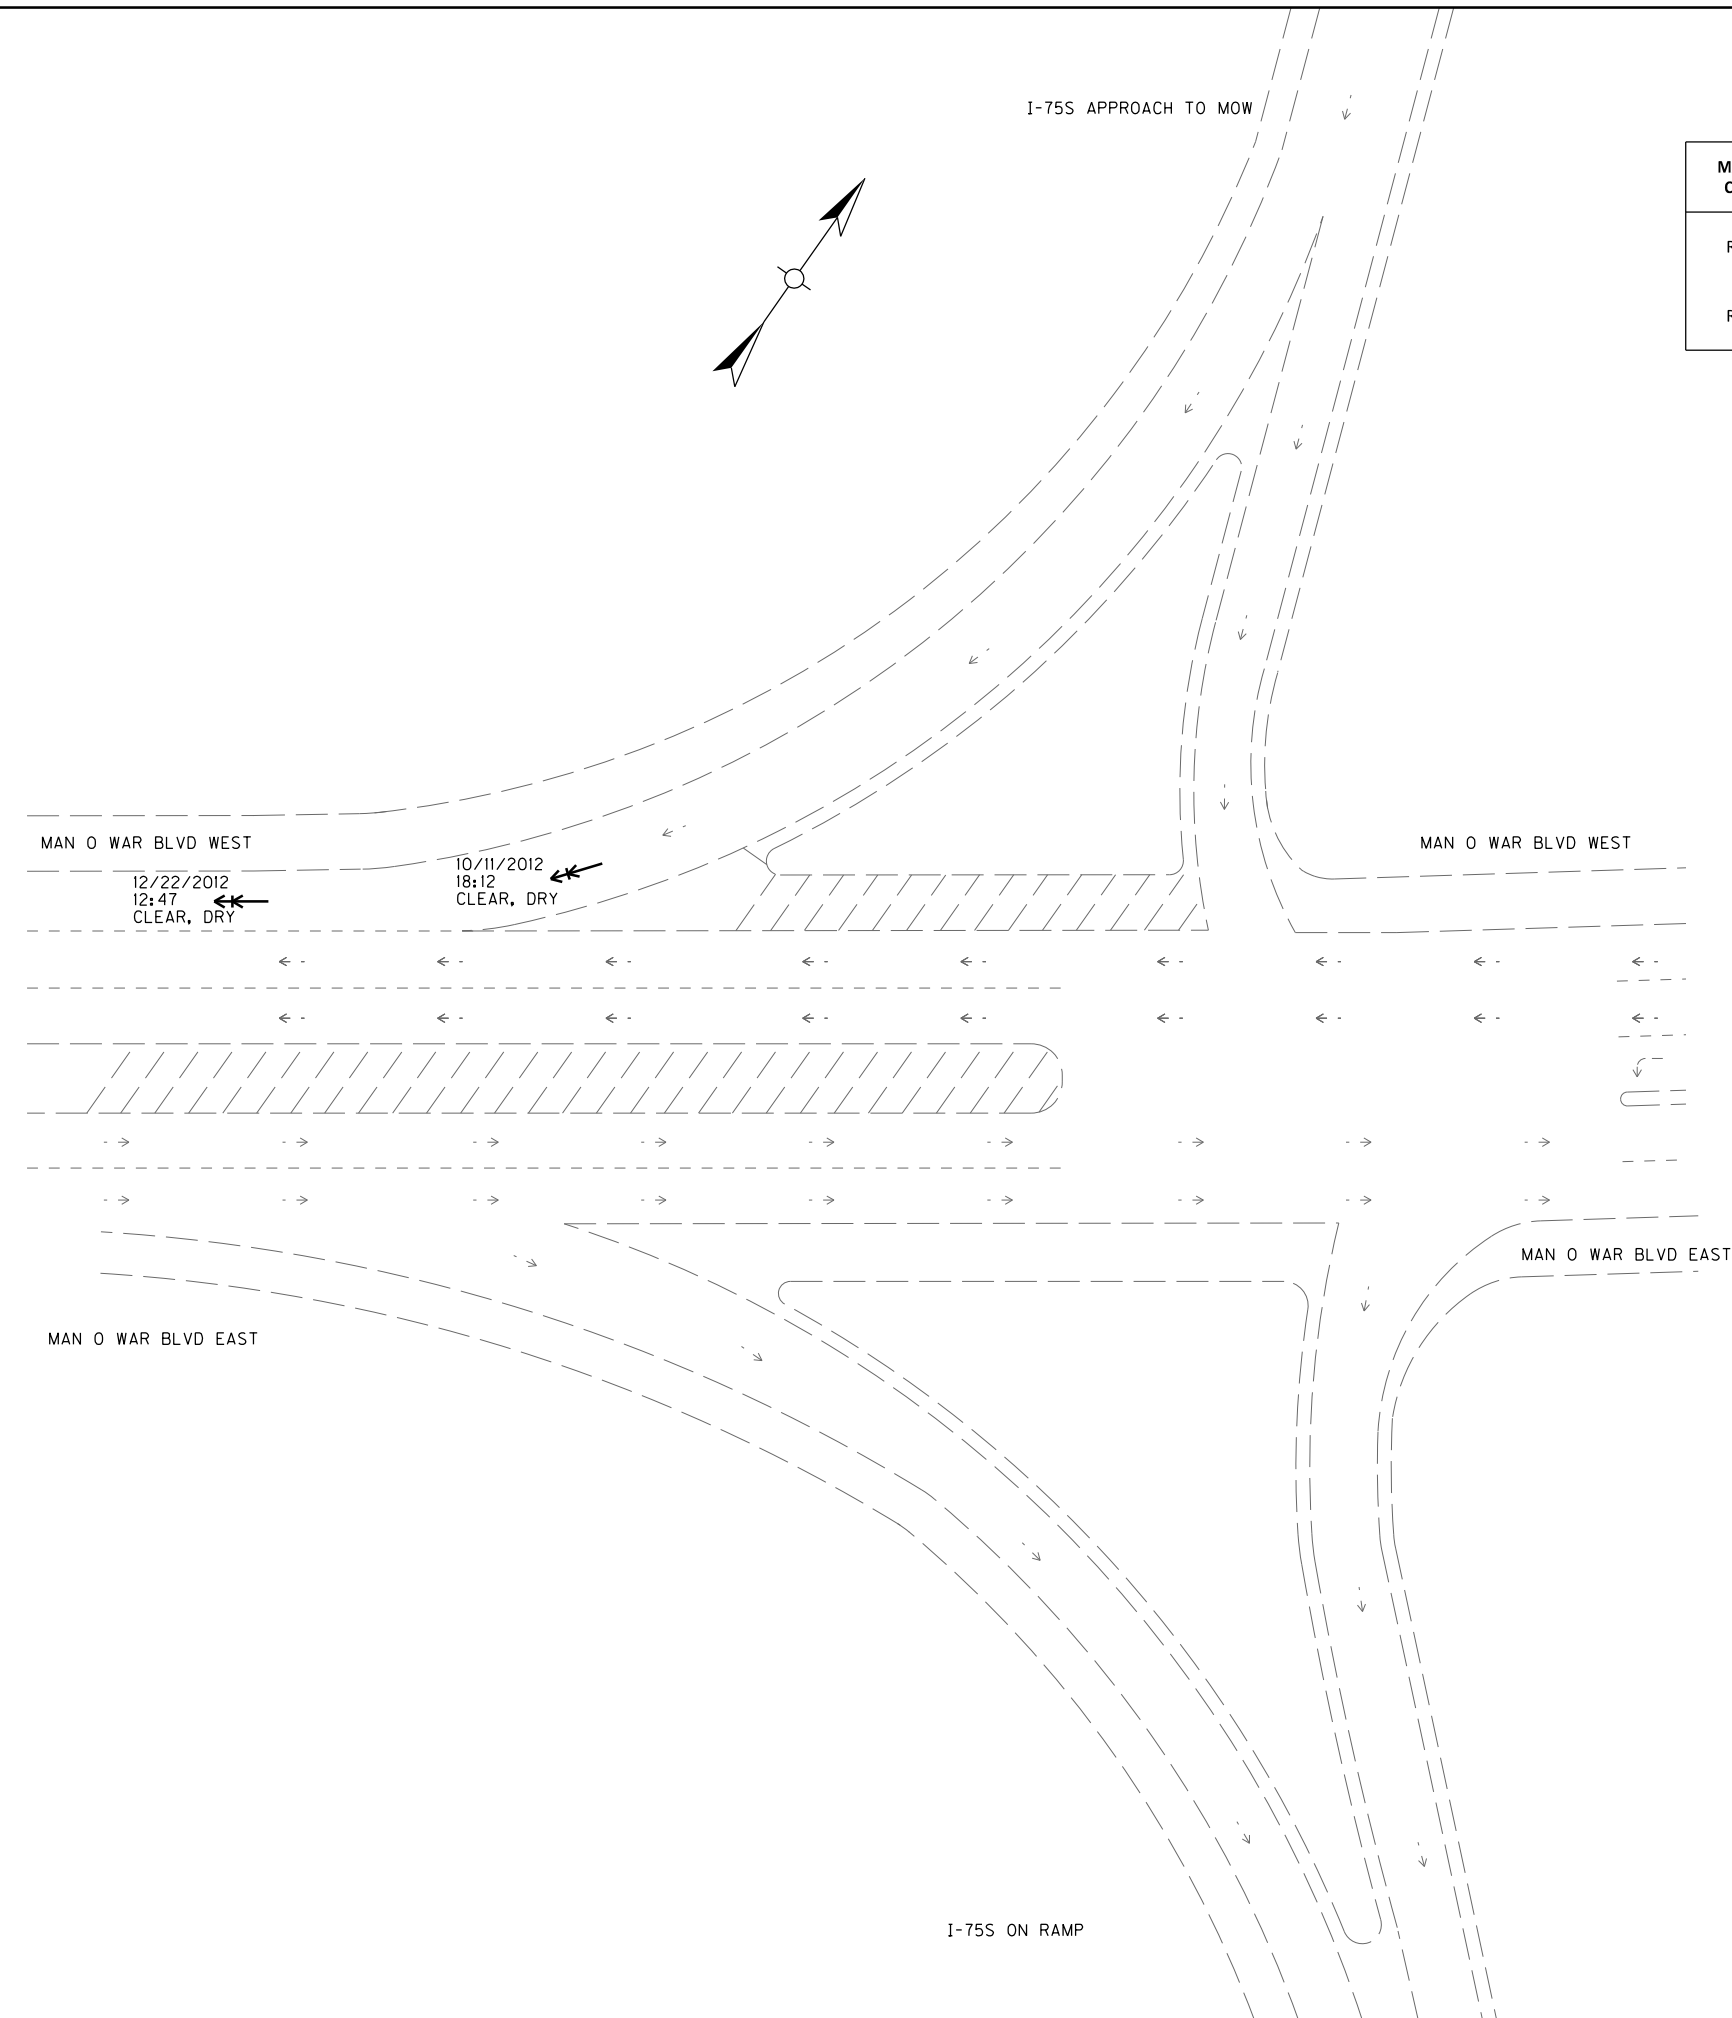 I-75S APPROACH TO MOW
MAN O WAR BLVD WEST
MAN O WAR BLVD WEST
10/11/2012
18:12
CLEAR, DRY
12/22/2012
12:47
CLEAR, DRY
MAN O WAR BLVD EAST
MAN O WAR BLVD EAST
I-75S ON RAMP